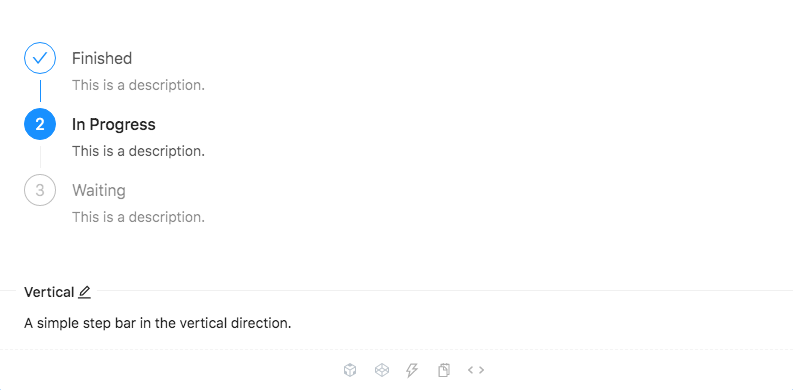 Finished
This is a description.
2
In Progress
This is a description.
3
Waiting
This is a description.
Vertical
A simple step bar in the vertical direction.